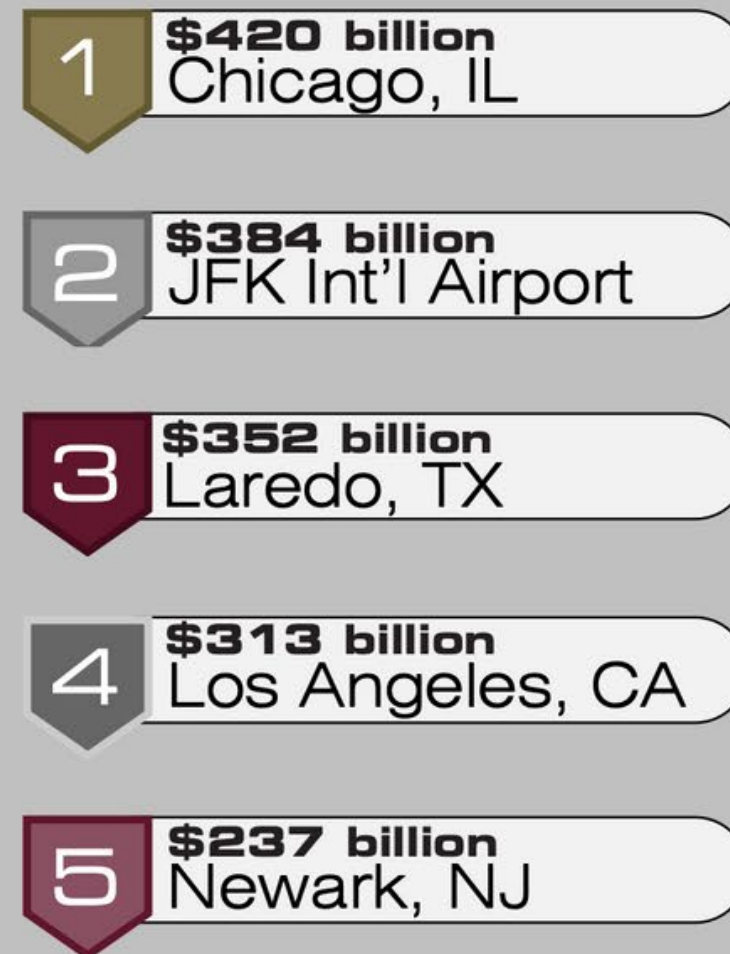 1
$420 billion
Chicago, IL
2
$384 billion
JFK Int'l Airport
3
$352 billion
Laredo, TX
4
$313 billion
Los Angeles, CA
5
$237 billion
Newark, NJ